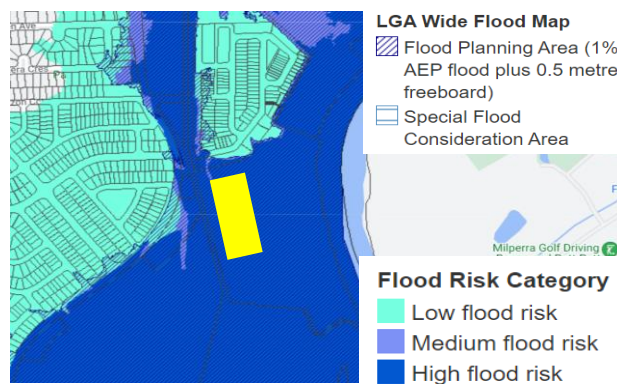 LGA Wide Flood Map
Flood Planning Area (1%
AEP flood plus 0.5 metre
freeboard)
Special Flood
Consideration Area
Milperra Golf Driving
Flood Risk Category
Low flood risk
Medium flood risk
High flood risk